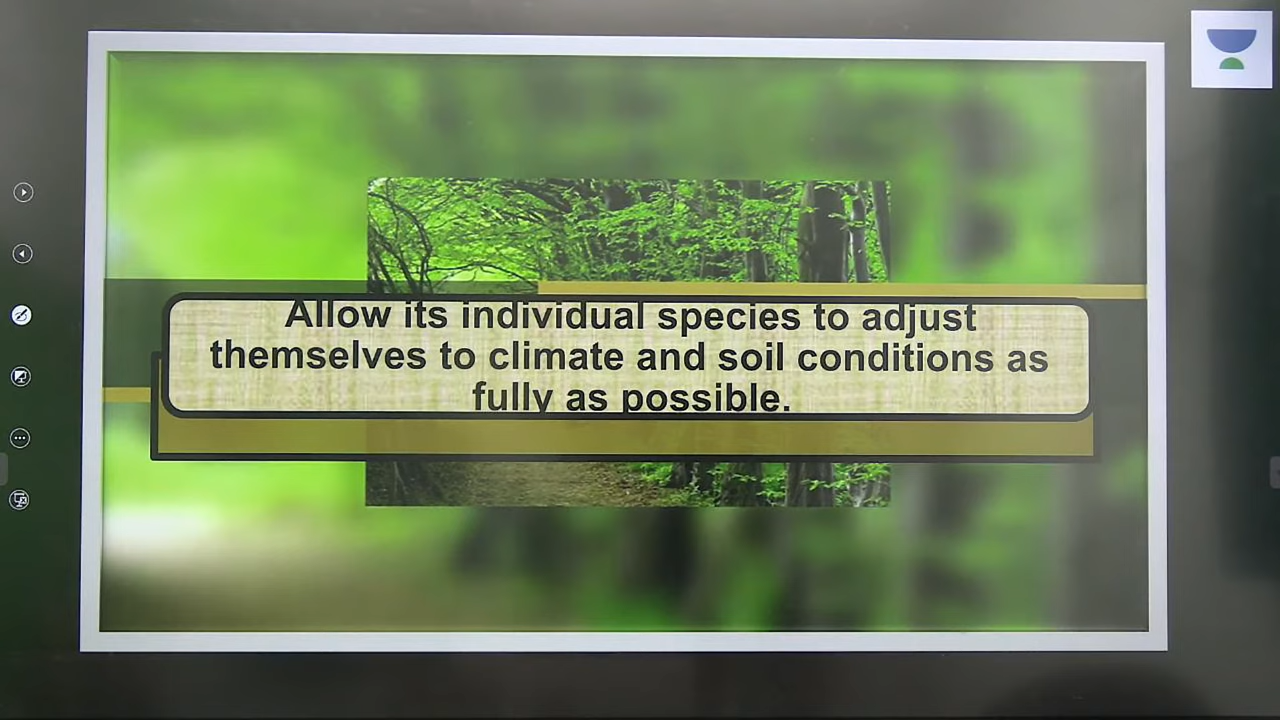 Allow its individual species to adjust
themselves to climate and soil conditions as
fully as possible.